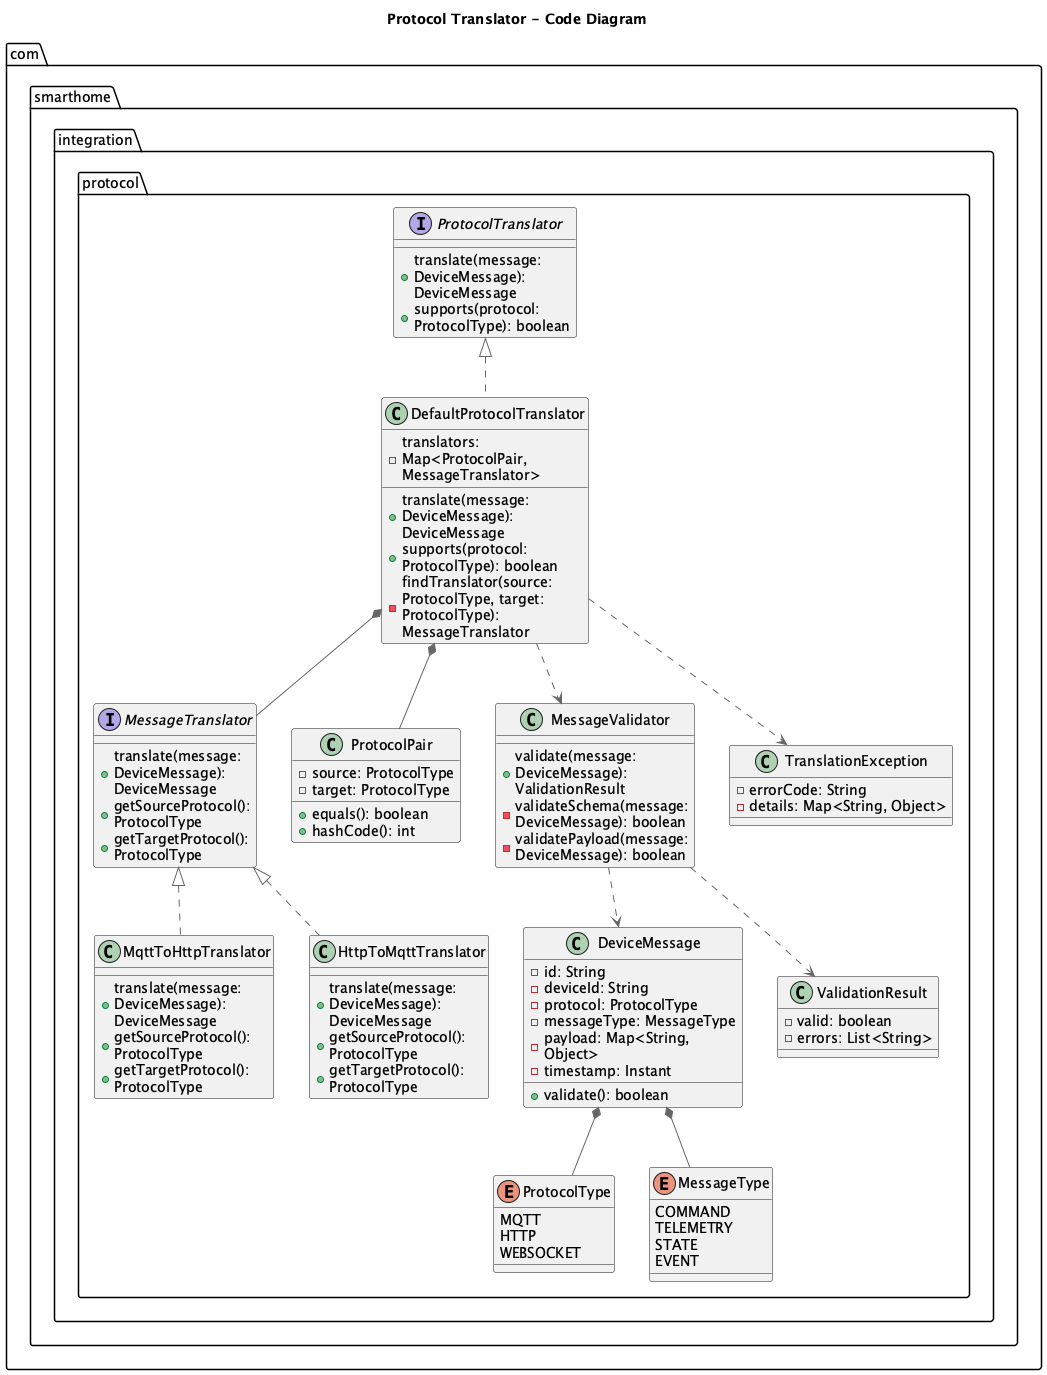 Protocol Translator – Code Diagram
com
smarthome
integration
protocol
ProtocolTranslator
translate(message:
DeviceMessage):
DeviceMessage
supports(protocol:
ProtocolType): boolean
DefaultProtocolTranslator
translators:
Map<ProtocolPair,
MessageTranslator>
translate(message:
DeviceMessage):
DeviceMessage
supports(protocol:
ProtocolType): boolean
findTranslator(source:
ProtocolType, target:
ProtocolType):
MessageTranslator
MessageTranslator
translate(message:
DeviceMessage):
DeviceMessage
getSourceProtocol():
ProtocolType
getTargetProtocol():
ProtocolType
ProtocolPair
source: ProtocolType
target: ProtocolType
equals(): boolean
hashCode(): int
MessageValidator
validate(message:
DeviceMessage):
ValidationResult
validateSchema(message:
DeviceMessage): boolean
validatePayload(message:
DeviceMessage): boolean
TranslationException
errorCode: String
details: Map<String, Object>
MqttToHttpTranslator
translate(message:
DeviceMessage):
DeviceMessage
getSourceProtocol():
ProtocolType
getTargetProtocol():
ProtocolType
HttpToMqttTranslator
translate(message:
DeviceMessage):
DeviceMessage
getSourceProtocol():
ProtocolType
getTargetProtocol():
ProtocolType
DeviceMessage
id: String
deviceId: String
protocol: ProtocolType
messageType: MessageType
payload: Map<String,
Object>
timestamp: Instant
validate(): boolean
ValidationResult
valid: boolean
errors: List<String>
ProtocolType
MQTT
HTTP
WEBSOCKET
MessageType
COMMAND
TELEMETRY
STATE
EVENT